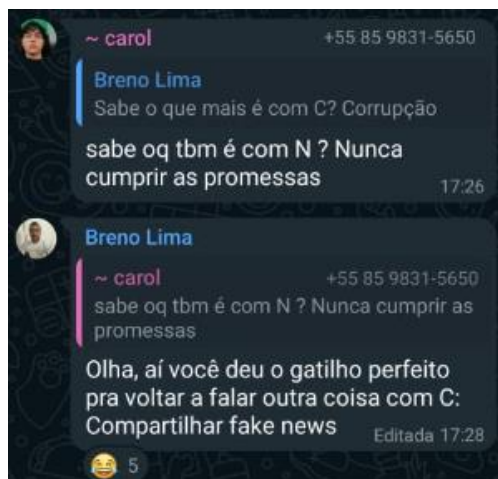 ~ carol +55 85 9831-5650
Breno Lima
Sabe o que mais é com C? Corrupção
sabe oq tbm é com N ? Nunca
cumprir as promessas
17:26
Breno Lima
~ carol +55 85 9831-5650
sabe oq tbm é com N ? Nunca cumprir as
promessas
Olha, aí você deu o gatilho perfeito
pra voltar a falar outra coisa com C:
Compartilhar fake news
Editada 17:28
😂 5